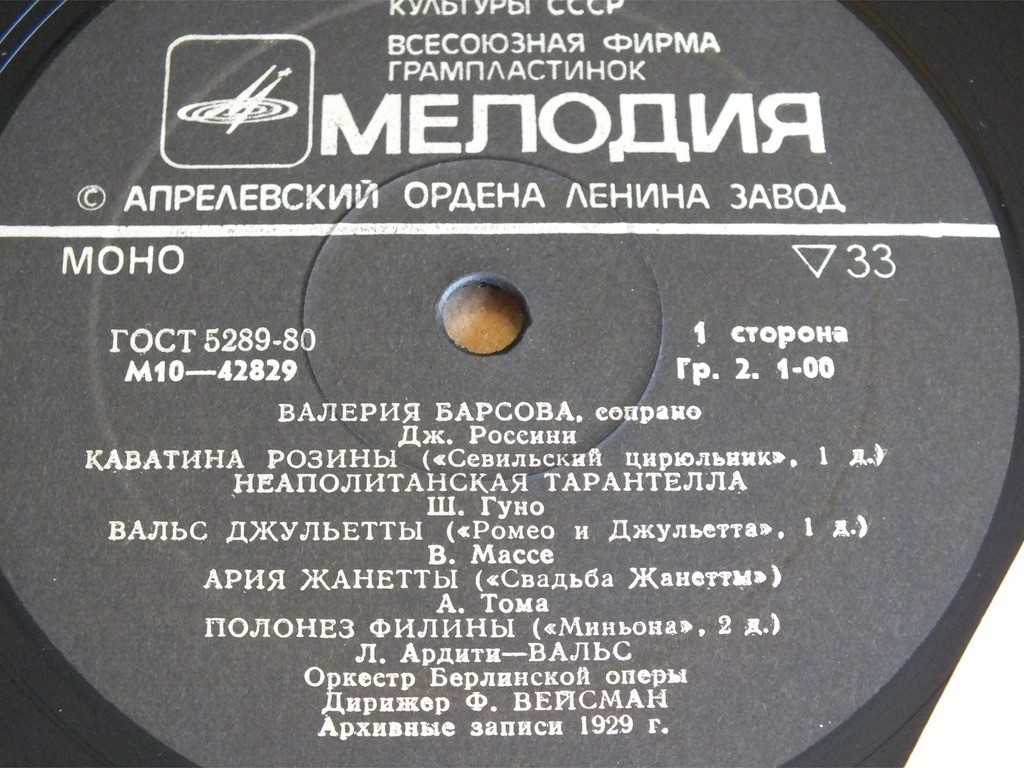 КУЛЬТУРЫ СССР
ВСЕСОЮЗНАЯ ФИРМА
ГРАМПЛАСТИНОК
МЕЛОДИЯ
© АПРЕЛЕВСКИЙ ОРДЕНА ЛЕНИНА ЗАВОД
МОНО
▽ 33
ГОСТ 5289-80
М10—42829
1 сторона
Гр. 2. 1-00
ВАЛЕРИЯ БАРСОВА, сопрано
Дж. Россини
КАВАТИНА РОЗИНЫ («Севильский цирюльник», 1 д.)
НЕАПОЛИТАНСКАЯ ТАРАНТЕЛЛА
Ш. Гуно
ВАЛЬС ДЖУЛЬЕТТЫ («Ромео и Джульетта», 1 д.)
В. Массе
АРИЯ ЖАНЕТТЫ («Свадьба Жанетты»)
А. Тома
ПОЛОНЕЗ ФИЛИНЫ («Миньона», 2 д.)
Л. Ардити—ВАЛЬС
Оркестр Берлинской оперы
Дирижер Ф. ВЕЙСМАН
Архивные записи 1929 г.